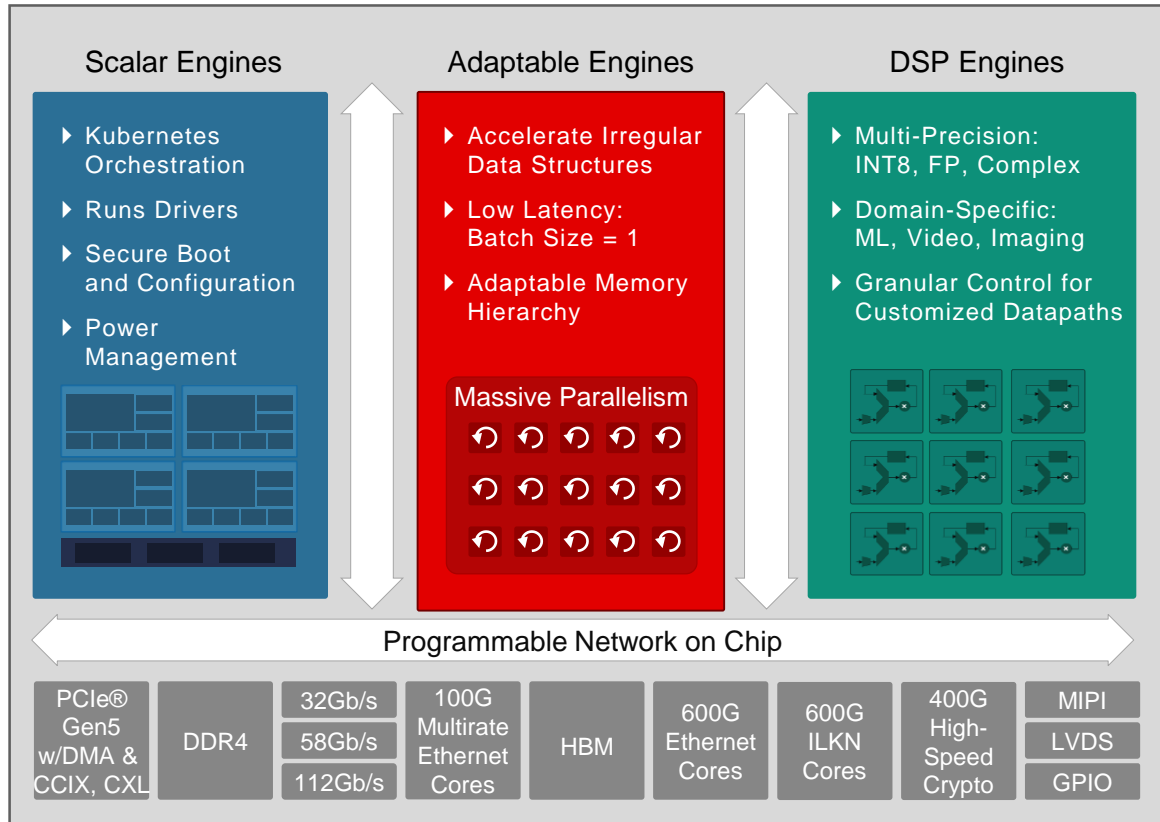 Scalar Engines
Kubernetes
Orchestration
Runs Drivers
Secure Boot
and Configuration
Power
Management
Adaptable Engines
Accelerate Irregular
Data Structures
Low Latency:
Batch Size = 1
Adaptable Memory
Hierarchy
Massive Parallelism
DSP Engines
Multi-Precision:
INT8, FP, Complex
Domain-Specific:
ML, Video, Imaging
Granular Control for
Customized Datapaths
Programmable Network on Chip
PCIe®
Gen5
w/DMA &
CCIX, CXL
DDR4
32Gb/s
58Gb/s
112Gb/s
100G
Multirate
Ethernet
Cores
HBM
600G
Ethernet
Cores
600G
ILKN
Cores
400G
High-
Speed
Crypto
MIPI
LVDS
GPIO